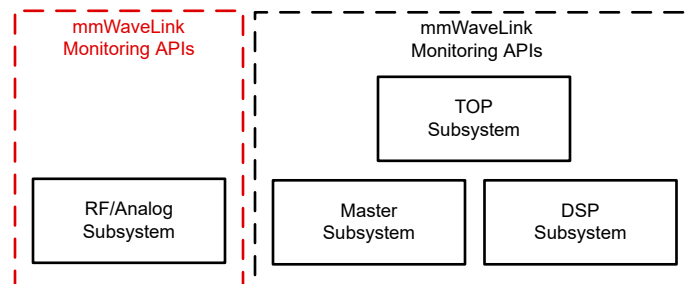 mmWaveLink
Monitoring APIs
RF/Analog
Subsystem
mmWaveLink
Monitoring APIs
TOP
Subsystem
Master
Subsystem
DSP
Subsystem